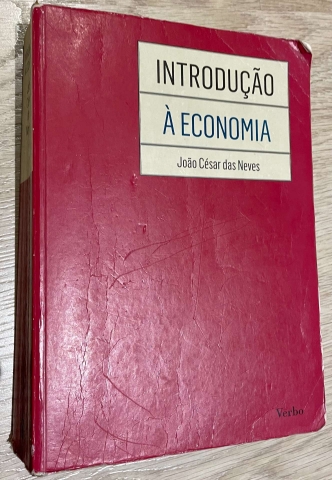 INTRODUÇÃO
À ECONOMIA
João César das Neves
Verbo